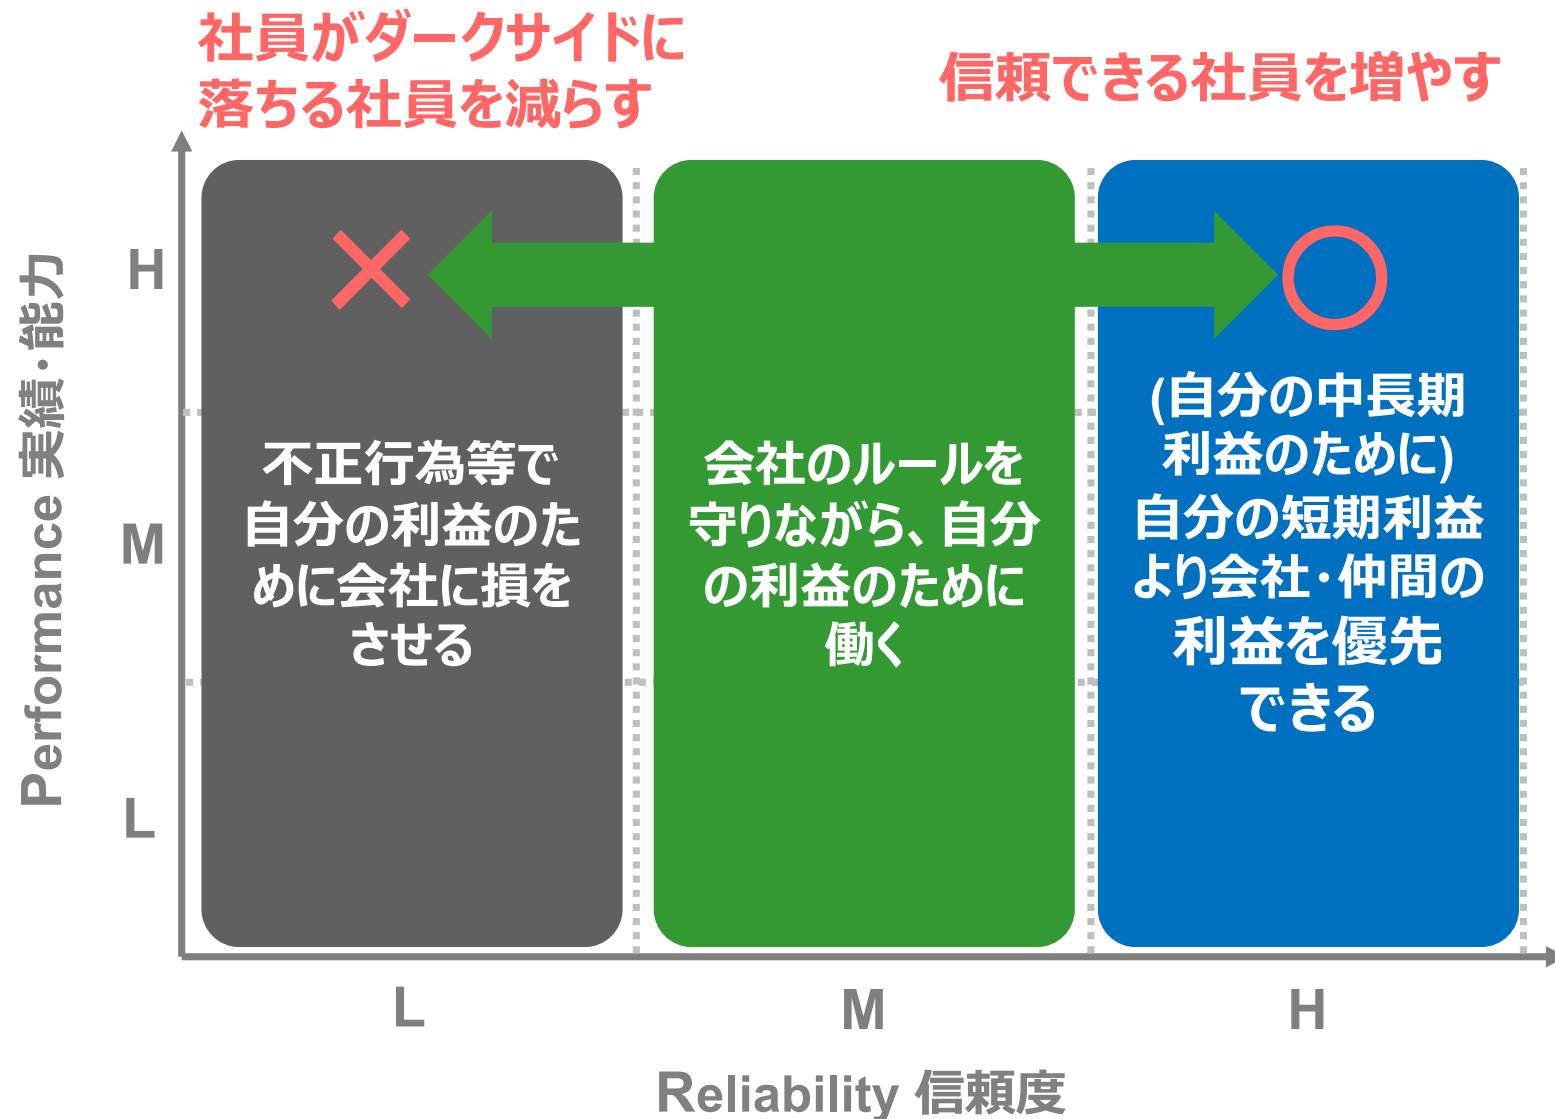 社員がダークサイドに
落ちる社員を減らす
信頼できる社員を増やす
Performance 実績・能力
H
M
L
不正行為等で
自分の利益のた
めに会社に損を
させる
会社のルールを
守りながら、自分
の利益のために
働く
(自分の中長期
利益のために)
自分の短期利益
より会社・仲間の
利益を優先
できる
L
M
H
Reliability 信頼度